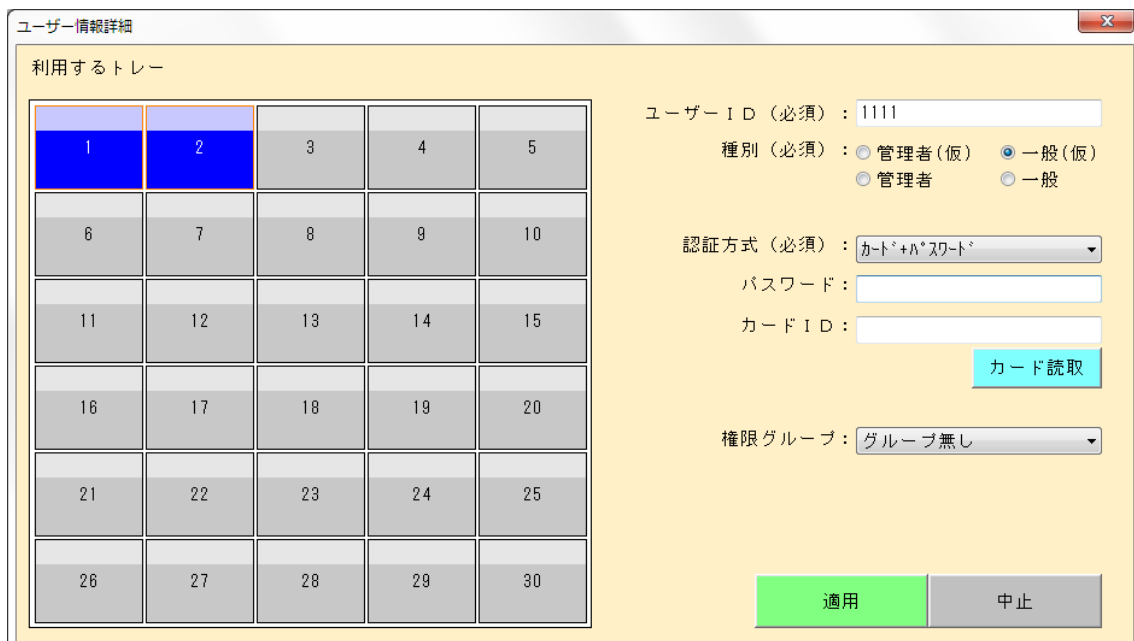 ユーザー情報詳細
利用するトレー
1 2 3 4 5
6 7 8 9 10
11 12 13 14 15
16 17 18 19 20
21 22 23 24 25
26 27 28 29 30
ユーザーＩＤ（必須）：1111
種別（必須）：管理者(仮) 一般(仮)
管理者 一般
認証方式（必須）：ｶｰﾄﾞ+ﾊﾟｽﾜｰﾄﾞ
パスワード：
カードＩＤ：
カード読取
権限グループ：グループ無し
適用 中止